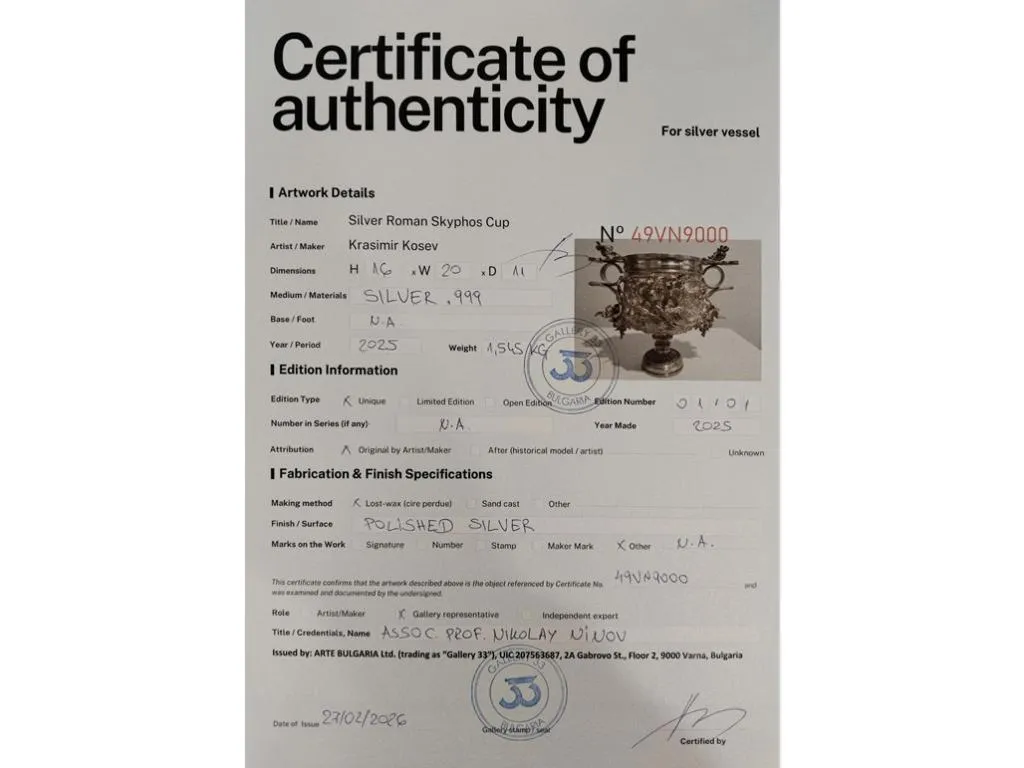 Certificate of
authenticity
For silver vessel
Artwork Details
Title / Name Silver Roman Skyphos Cup
Nº 49VN9000
Artist / Maker Krasimir Kosev
Dimensions H 16 x W 20 x D 11
Medium / Materials SILVER .999
Base / Foot N.A.
Year / Period 2025 Weight 1,545 KG
GALLERY 33
33
BULGARIA
Edition Information
Edition Type X Unique Limited Edition Open Edition Edition Number 01/01
Number in Series (if any) N.A. Year Made 2025
Attribution X Original by Artist/Maker After (historical model / artist) Unknown
Fabrication & Finish Specifications
Making method X Lost-wax (cire perdue) Sand cast Other
Finish / Surface POLISHED SILVER
Marks on the Work Signature Number Stamp Maker Mark X Other N.A.
This certificate confirms that the artwork described above is the object referenced by Certificate No. 49VN9000 and
was examined and documented by the undersigned.
Role Artist/Maker X Gallery representative Independent expert
Title / Credentials, Name ASSOC. PROF. NIKOLAY NINOV
Issued by: ARTE BULGARIA Ltd. (trading as "Gallery 33"), UIC 207563687, 2A Gabrovo St., Floor 2, 9000 Varna, Bulgaria
GALLERY 33
33
BULGARIA
Date of Issue 27/02/2026
Gallery stamp / seal
Certified by